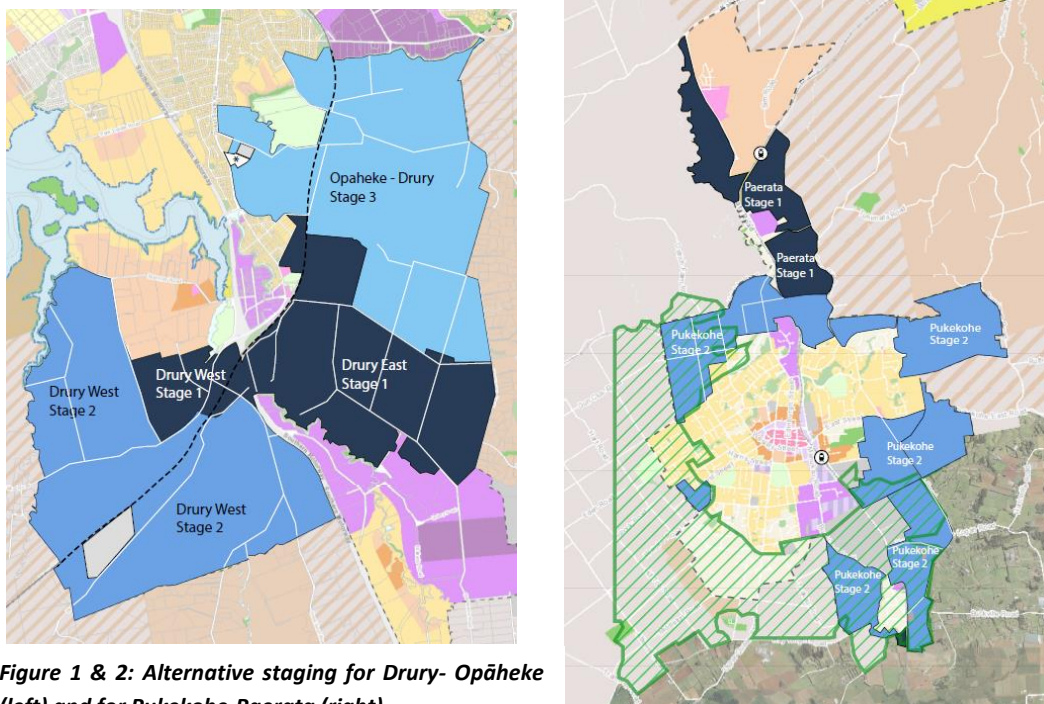 Opaheke - Drury
Stage 3
Drury West
Stage 1
Drury East
Stage 1
Drury West
Stage 2
Drury West
Stage 2
Paerata
Stage 1
Paerata
Stage 1
Pukekohe
Stage 2
Pukekohe
Stage 2
Pukekohe
Stage 2
Pukekohe
Stage 2
Pukekohe
Stage 2
Figure 1 & 2: Alternative staging for Drury- Opāheke
(left) and for Pukekohe-Paerata (right)